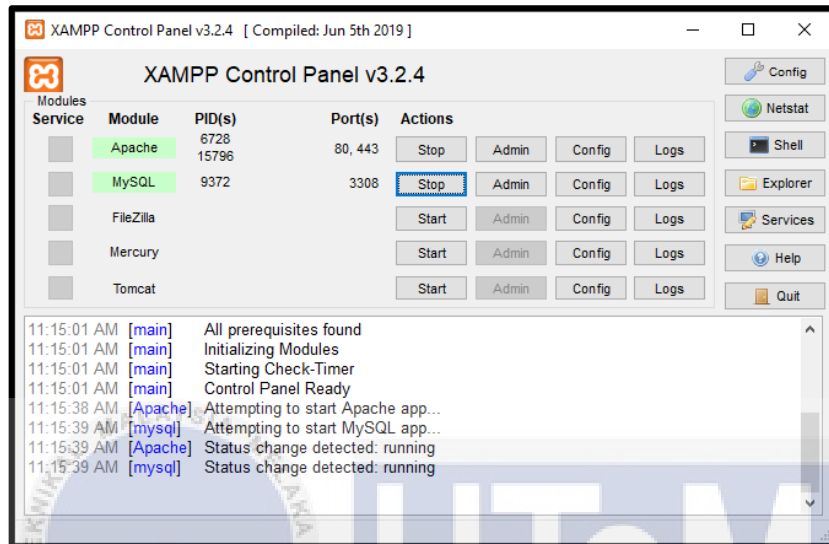 XAMPP Control Panel v3.2.4 [ Compiled: Jun 5th 2019 ]
XAMPP Control Panel v3.2.4
Config
Modules
Service Module PID(s) Port(s) Actions
Netstat
Apache 6728 15796 80, 443 Stop Admin Config Logs
Shell
MySQL 9372 3308 Stop Admin Config Logs
Explorer
FileZilla Start Admin Config Logs
Services
Mercury Start Admin Config Logs
Help
Tomcat Start Admin Config Logs
Quit
11:15:01 AM [main] All prerequisites found
11:15:01 AM [main] Initializing Modules
11:15:01 AM [main] Starting Check-Timer
11:15:01 AM [main] Control Panel Ready
11:15:38 AM [Apache] Attempting to start Apache app...
11:15:39 AM [mysql] Attempting to start MySQL app...
11:15:39 AM [Apache] Status change detected: running
11:15:39 AM [mysql] Status change detected: running